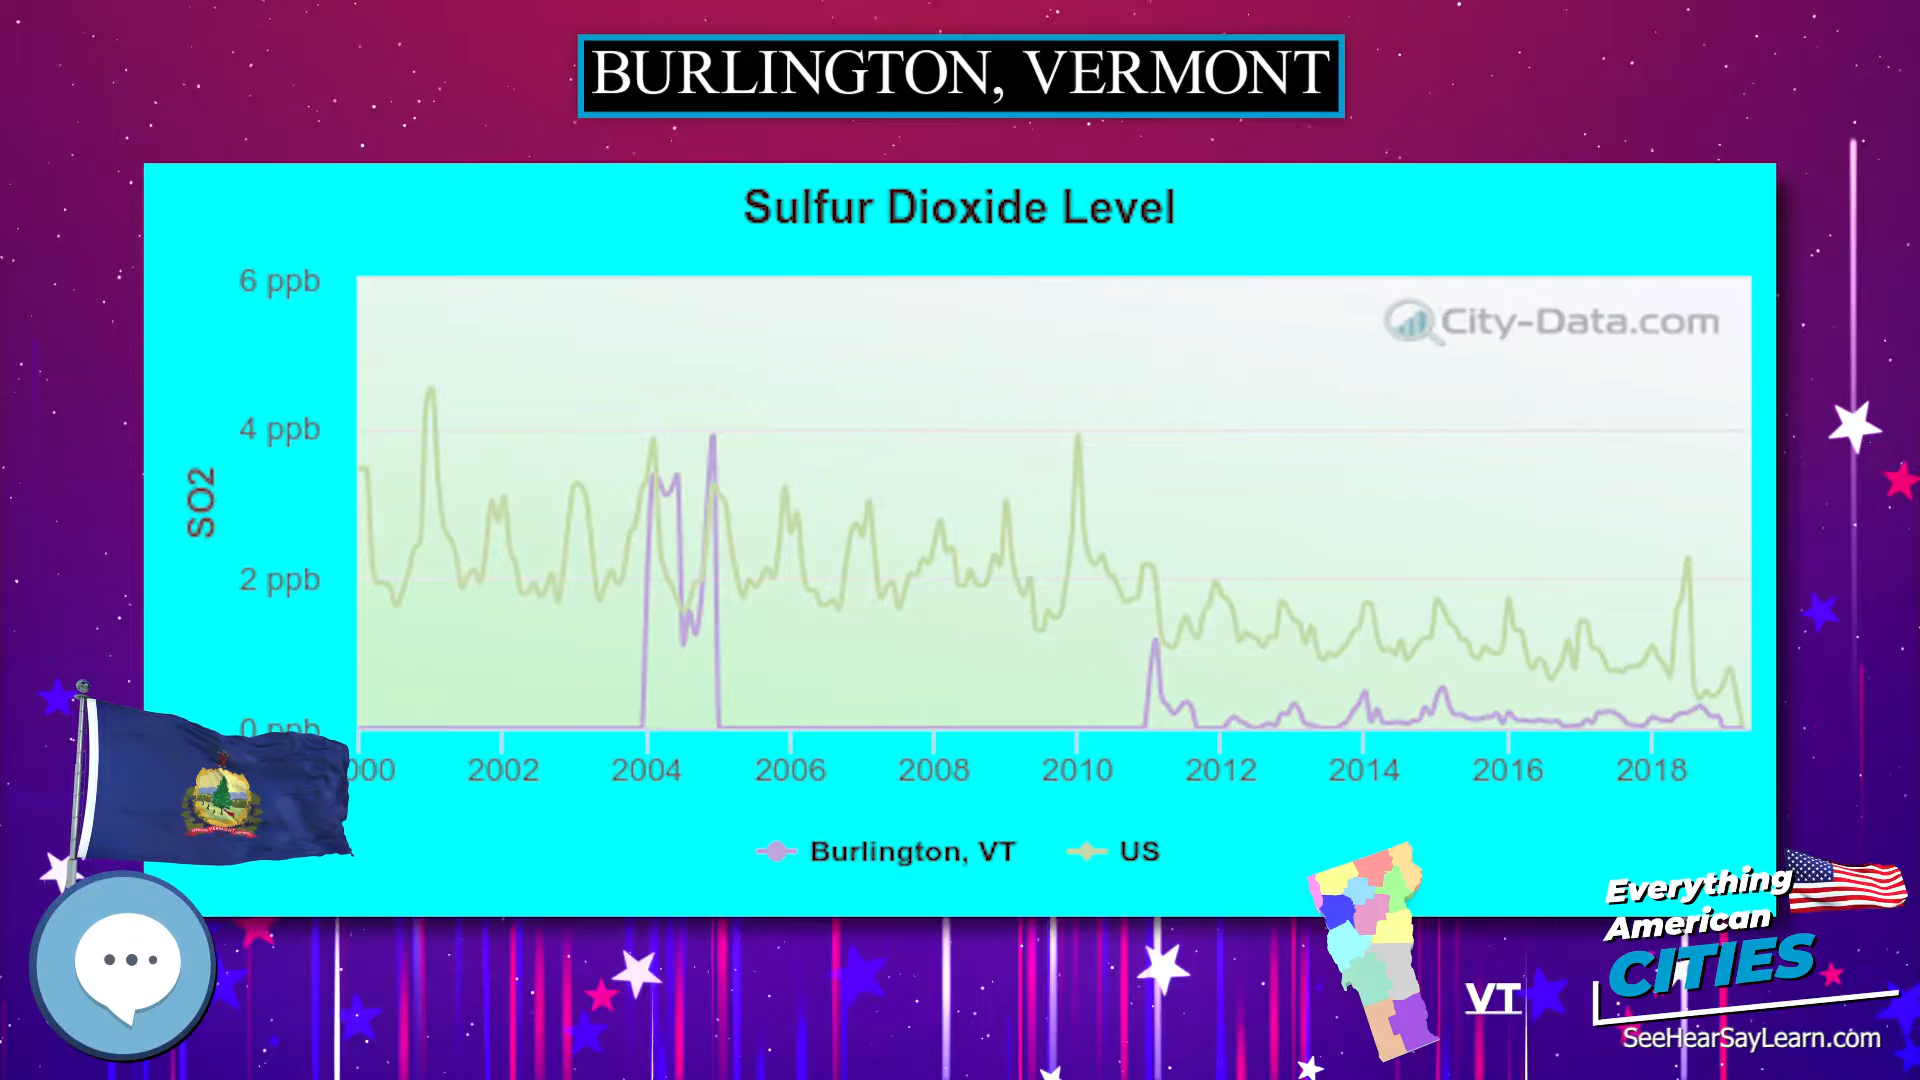 BURLINGTON, VERMONT
Sulfur Dioxide Level
6 ppb
City-Data.com
4 ppb
SO2
2 ppb
0 ppb
000 2002 2004 2006 2008 2010 2012 2014 2016 2018
Burlington, VT US
Everything
American
CITIES
VT
SeeHearSayLearn.com